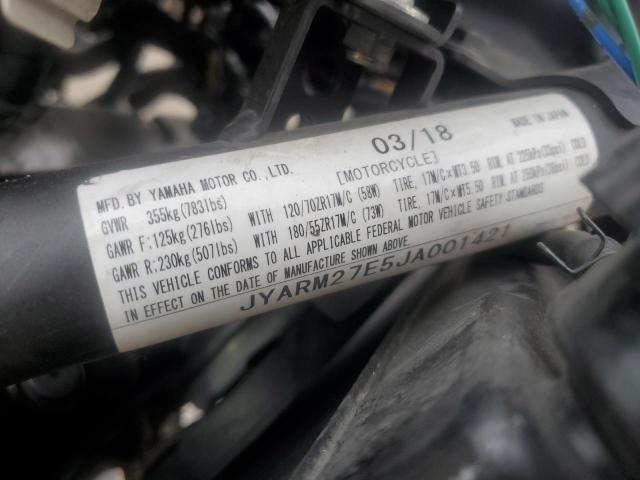 MFD. BY YAMAHA MOTOR CO.,LTD. 03/18 MADE IN JAPAN
GVWR 355kg(783lbs) [MOTORCYCLE]
GAWR F:125kg(276lbs) WITH 120/70ZR17M/C (58W) TIRE, 17M/C×MT3.50 RIM, AT 225kPa(33psi) COLD
GAWR R:230kg(507lbs) WITH 180/55ZR17M/C (73W) TIRE, 17M/C×MT5.50 RIM, AT 250kPa(36psi) COLD
THIS VEHICLE CONFORMS TO ALL APPLICABLE FEDERAL MOTOR VEHICLE SAFETY STANDARDS
IN EFFECT ON THE DATE OF MANUFACTURE SHOWN ABOVE.
JYARM27E5JA001421